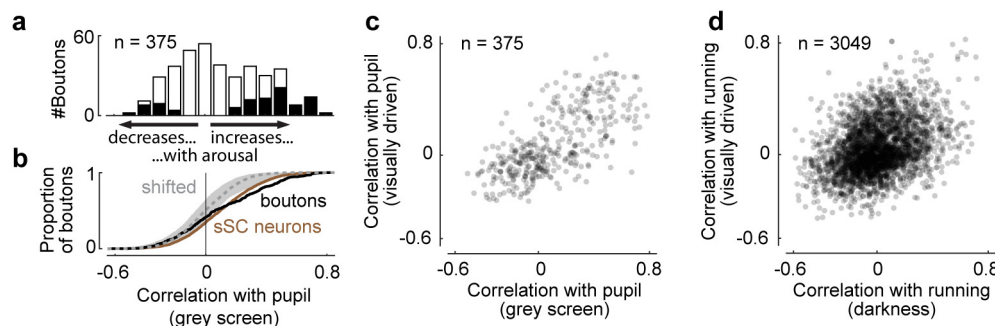 a
n = 375
60
#Boutons
0
decreases...
increases...
...with arousal
b
1
shifted
boutons
sSC neurons
Proportion
of boutons
0
-0.6
0
0.8
Correlation with pupil
(grey screen)
c
n = 375
0.8
Correlation with pupil
(visually driven)
0
-0.6
-0.6
0
0.8
Correlation with pupil
(grey screen)
d
n = 3049
0.8
Correlation with running
(visually driven)
0
-0.6
-0.6
0
0.8
Correlation with running
(darkness)